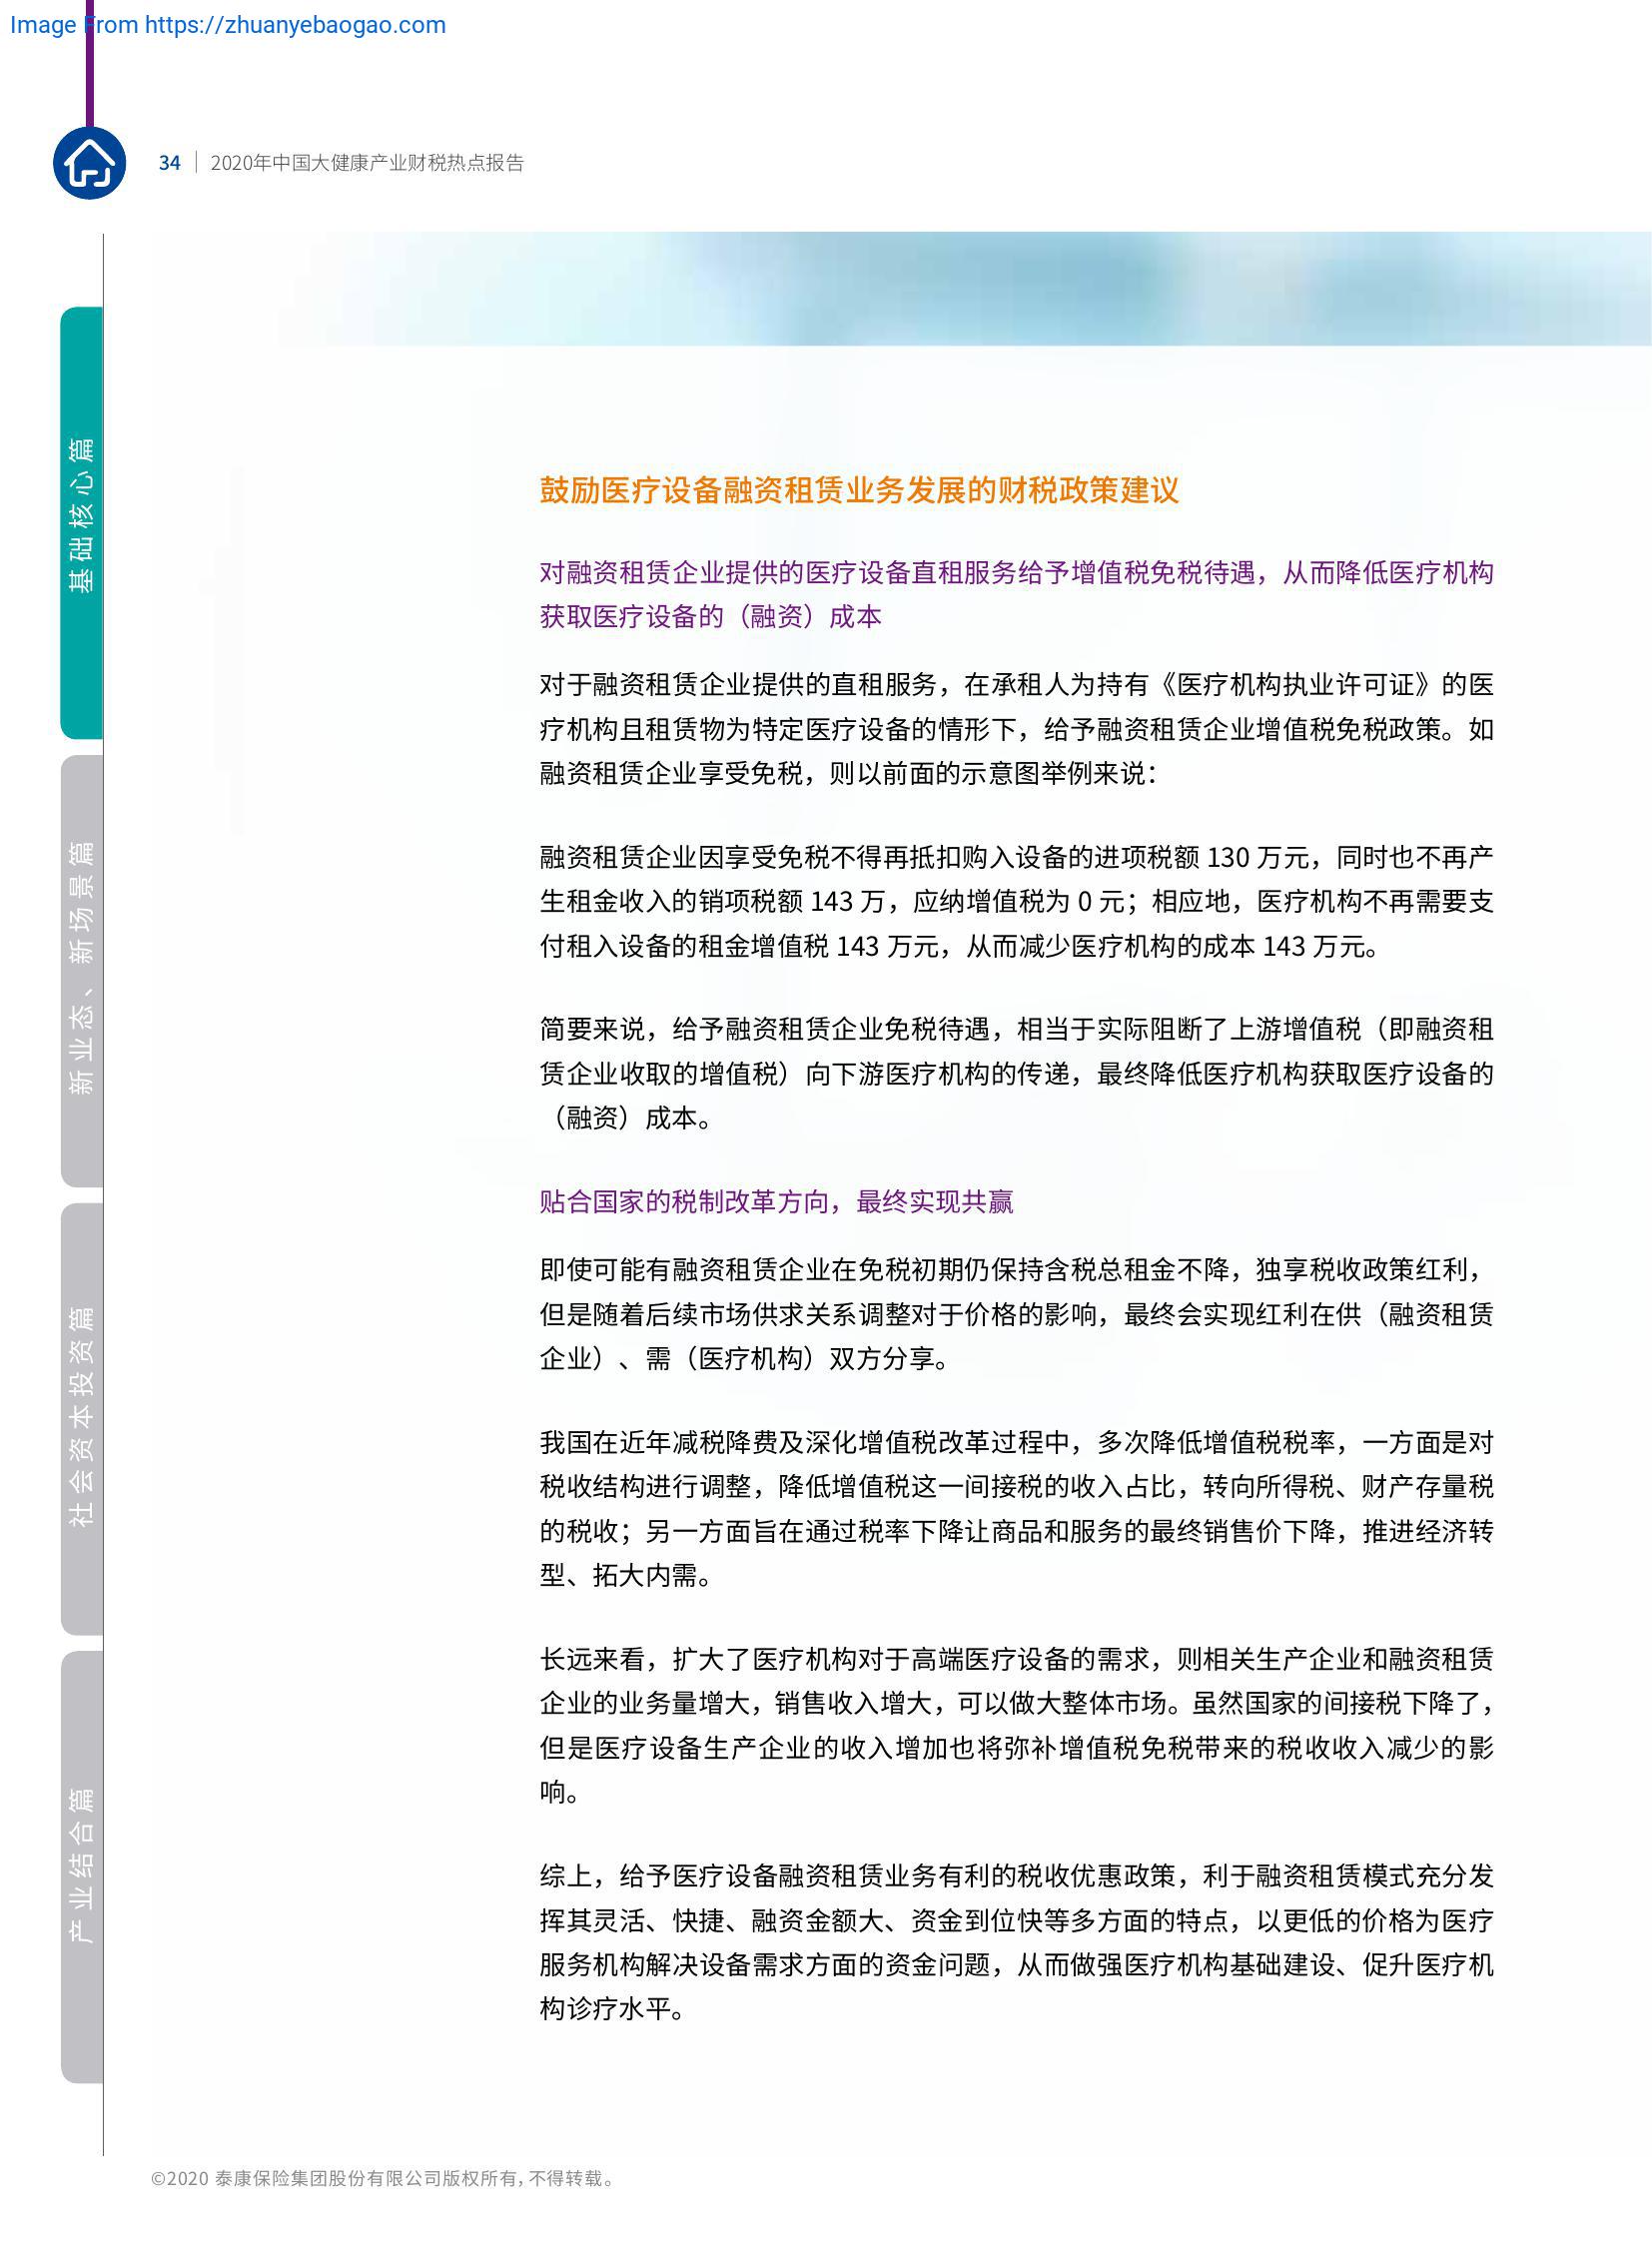 Image From https://zhuanyebaogao.com
34 | 2020年中国大健康产业财税热点报告
基础核心篇
新业态、新场景篇
社会资本投资篇
产业结合篇
鼓励医疗设备融资租赁业务发展的财税政策建议
对融资租赁企业提供的医疗设备直租服务给予增值税免税待遇，从而降低医疗机构
获取医疗设备的（融资）成本
对于融资租赁企业提供的直租服务，在承租人为持有《医疗机构执业许可证》的医
疗机构且租赁物为特定医疗设备的情形下，给予融资租赁企业增值税免税政策。如
融资租赁企业享受免税，则以前面的示意图举例来说：
融资租赁企业因享受免税不得再抵扣购入设备的进项税额 130 万元，同时也不再产
生租金收入的销项税额 143 万，应纳增值税为 0 元；相应地，医疗机构不再需要支
付租入设备的租金增值税 143 万元，从而减少医疗机构的成本 143 万元。
简要来说，给予融资租赁企业免税待遇，相当于实际阻断了上游增值税（即融资租
赁企业收取的增值税）向下游医疗机构的传递，最终降低医疗机构获取医疗设备的
（融资）成本。
贴合国家的税制改革方向，最终实现共赢
即使可能有融资租赁企业在免税初期仍保持含税总租金不降，独享税收政策红利，
但是随着后续市场供求关系调整对于价格的影响，最终会实现红利在供（融资租赁
企业）、需（医疗机构）双方分享。
我国在近年减税降费及深化增值税改革过程中，多次降低增值税税率，一方面是对
税收结构进行调整，降低增值税这一间接税的收入占比，转向所得税、财产存量税
的税收；另一方面旨在通过税率下降让商品和服务的最终销售价下降，推进经济转
型、拓大内需。
长远来看，扩大了医疗机构对于高端医疗设备的需求，则相关生产企业和融资租赁
企业的业务量增大，销售收入增大，可以做大整体市场。虽然国家的间接税下降了，
但是医疗设备生产企业的收入增加也将弥补增值税免税带来的税收收入减少的影
响。
综上，给予医疗设备融资租赁业务有利的税收优惠政策，利于融资租赁模式充分发
挥其灵活、快捷、融资金额大、资金到位快等多方面的特点，以更低的价格为医疗
服务机构解决设备需求方面的资金问题，从而做强医疗机构基础建设、促升医疗机
构诊疗水平。
©2020 泰康保险集团股份有限公司版权所有，不得转载。